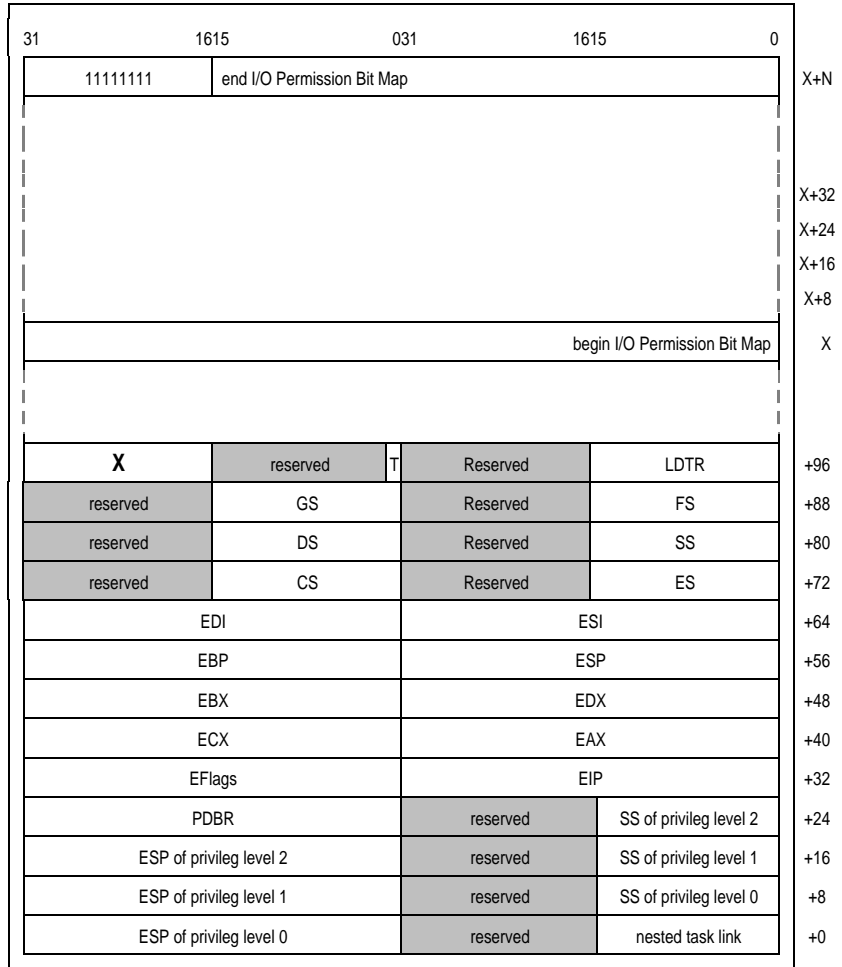 31 1615 031 1615 0
11111111 end I/O Permission Bit Map X+N
X+32
X+24
X+16
X+8
begin I/O Permission Bit Map X
X reserved T Reserved LDTR +96
reserved GS Reserved FS +88
reserved DS Reserved SS +80
reserved CS Reserved ES +72
EDI ESI +64
EBP ESP +56
EBX EDX +48
ECX EAX +40
EFlags EIP +32
PDBR reserved SS of privileg level 2 +24
ESP of privileg level 2 reserved SS of privileg level 1 +16
ESP of privileg level 1 reserved SS of privileg level 0 +8
ESP of privileg level 0 reserved nested task link +0